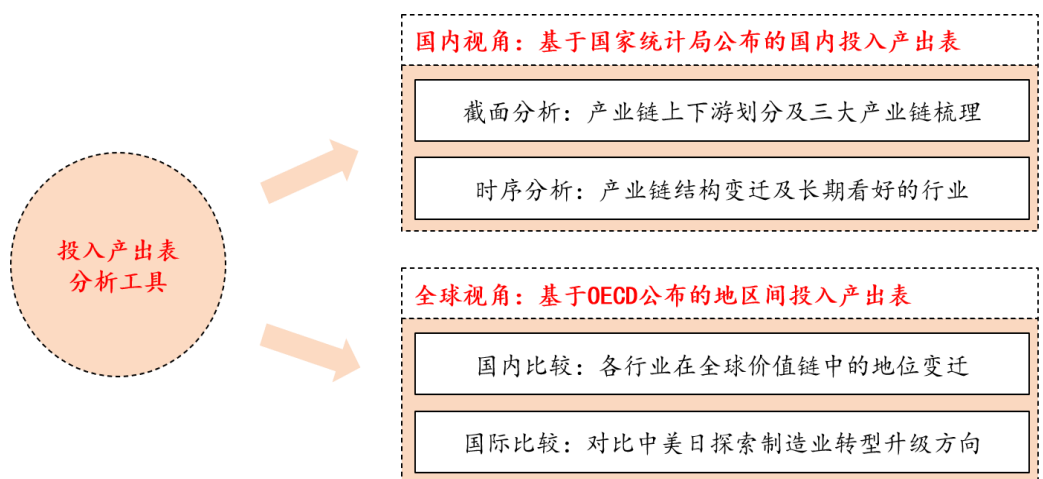 投入产出表
分析工具
国内视角：基于国家统计局公布的国内投入产出表
截面分析：产业链上下游划分及三大产业链梳理
时序分析：产业链结构变迁及长期看好的行业
全球视角：基于OECD公布的地区间投入产出表
国内比较：各行业在全球价值链中的地位变迁
国际比较：对比中美日探索制造业转型升级方向